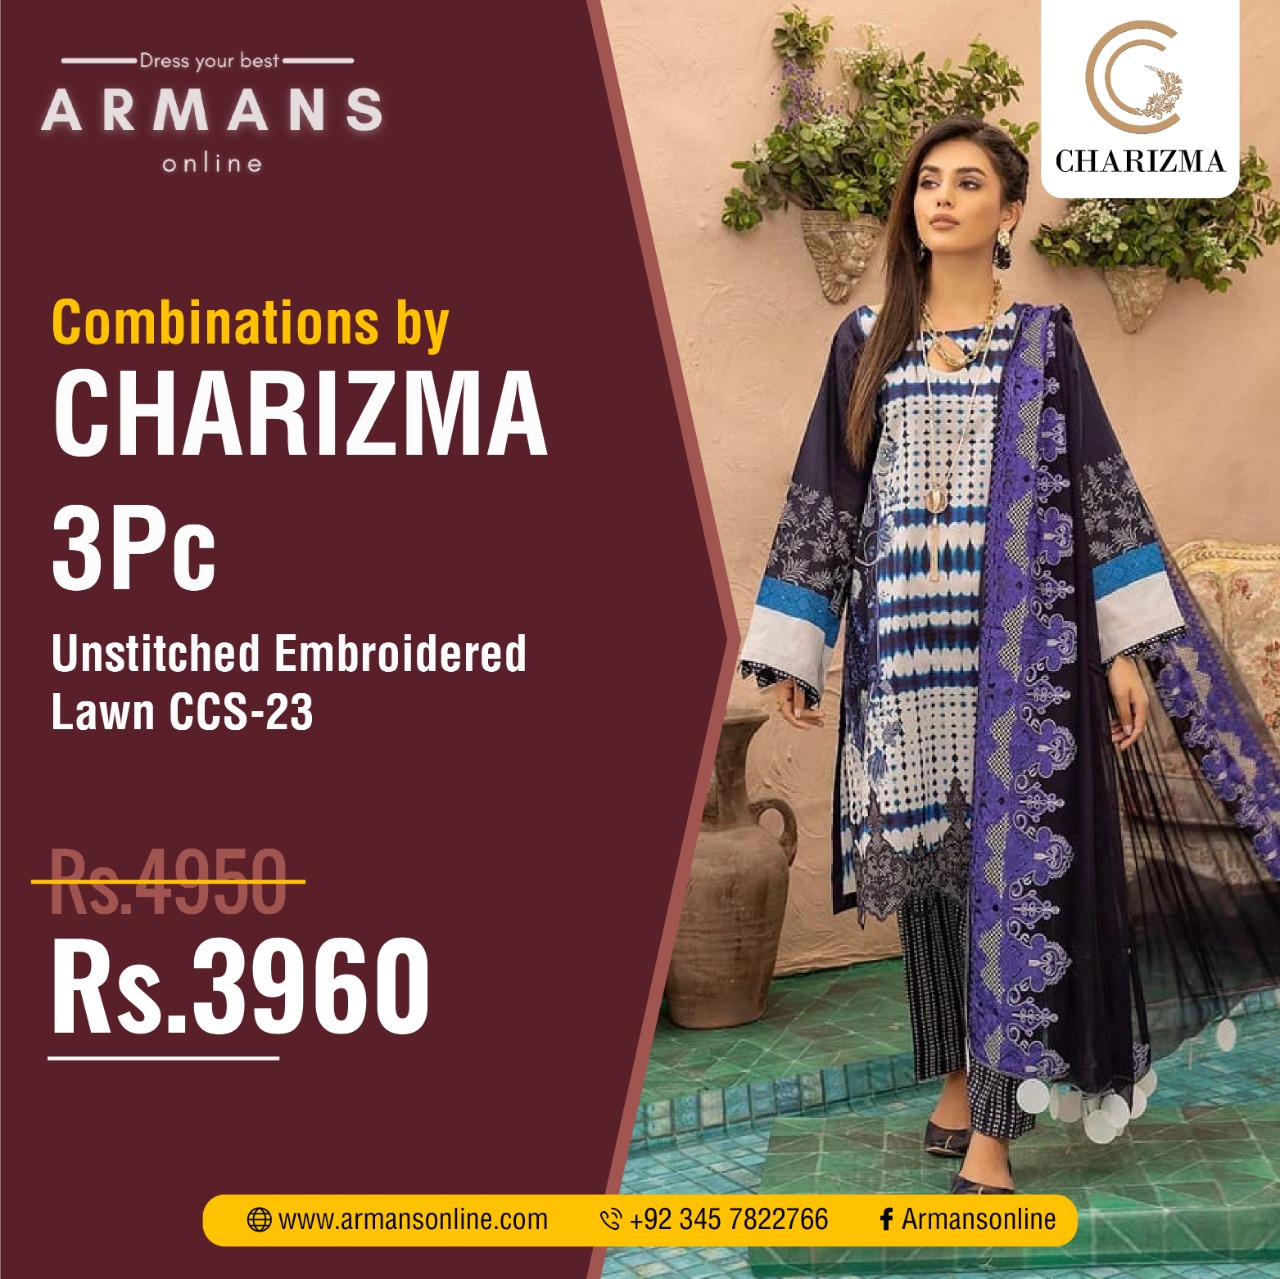 Dress your best
ARMANS
online
CHARIZMA
Combinations by
CHARIZMA
3Pc
Unstitched Embroidered
Lawn CCS-23
Rs.4950
Rs.3960
www.armansonline.com +92 345 7822766 Armansonline